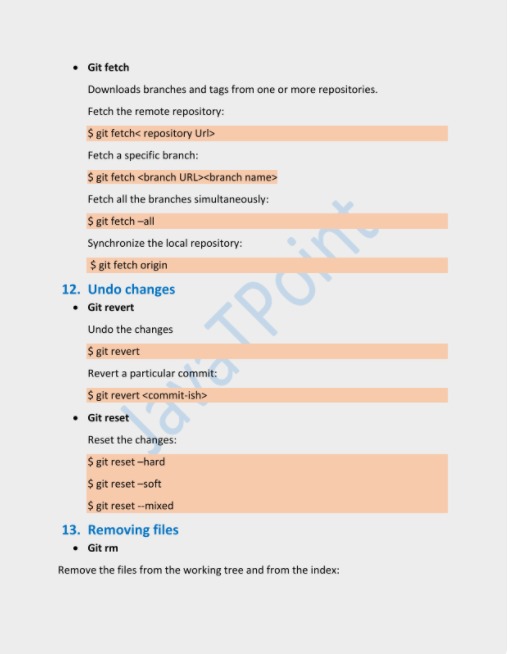 • Git fetch
Downloads branches and tags from one or more repositories.
Fetch the remote repository:
$ git fetch< repository Url>
Fetch a specific branch:
$ git fetch <branch URL><branch name>
Fetch all the branches simultaneously:
$ git fetch –all
Synchronize the local repository:
$ git fetch origin
12. Undo changes
• Git revert
Undo the changes
$ git revert
Revert a particular commit:
$ git revert <commit-ish>
• Git reset
Reset the changes:
$ git reset –hard
$ git reset –soft
$ git reset --mixed
13. Removing files
• Git rm
Remove the files from the working tree and from the index:
JavaTPoint